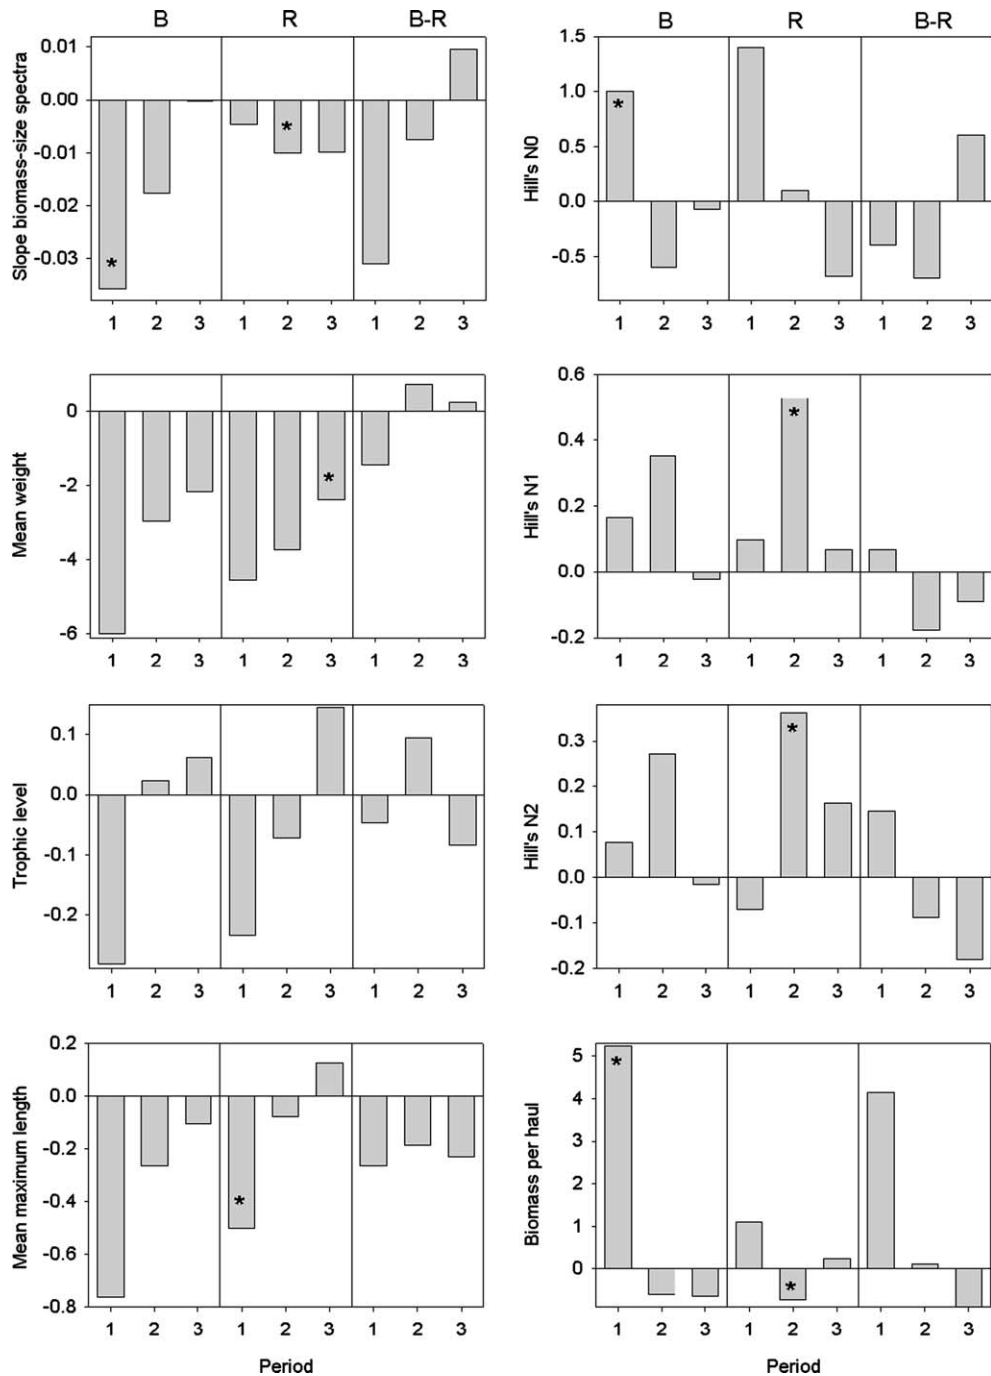 B R B-R
Slope biomass-size spectra
0.01
0.00
-0.01
-0.02
-0.03
*
*
1 2 3 1 2 3 1 2 3
B R B-R
Hill's N0
1.5
1.0
0.5
0.0
-0.5
*
1 2 3 1 2 3 1 2 3
Mean weight
0
-2
-4
-6
*
1 2 3 1 2 3 1 2 3
Hill's N1
0.6
0.4
0.2
0.0
-0.2
*
1 2 3 1 2 3 1 2 3
Trophic level
0.1
0.0
-0.1
-0.2
1 2 3 1 2 3 1 2 3
Hill's N2
0.3
0.2
0.1
0.0
-0.1
-0.2
*
1 2 3 1 2 3 1 2 3
Mean maximum length
0.2
0.0
-0.2
-0.4
-0.6
-0.8
*
1 2 3 1 2 3 1 2 3
Period
Biomass per haul
5
4
3
2
1
0
*
*
1 2 3 1 2 3 1 2 3
Period